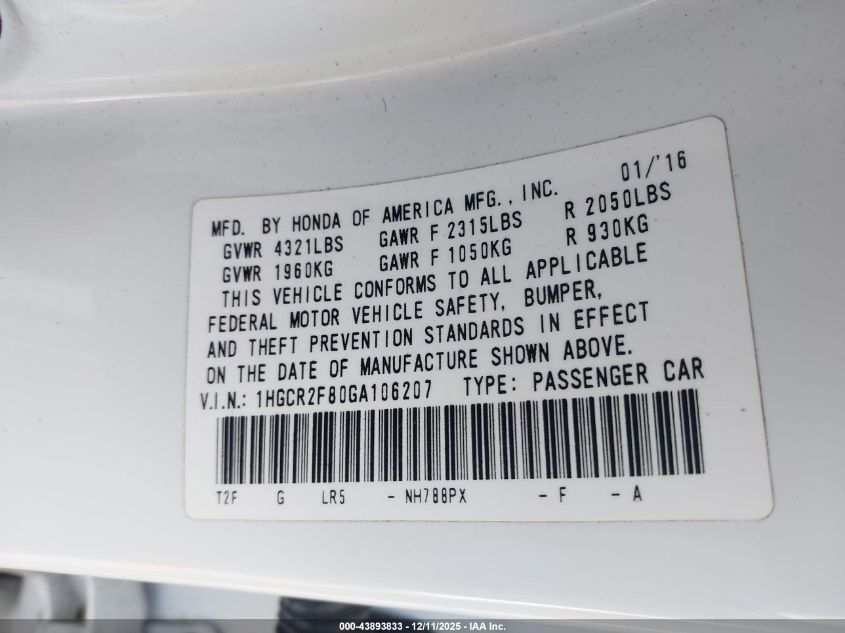 01/'16
MFD. BY HONDA OF AMERICA MFG., INC.
GVWR 4321LBS GAWR F 2315LBS R 2050LBS
GVWR 1960KG GAWR F 1050KG R 930KG
THIS VEHICLE CONFORMS TO ALL APPLICABLE
FEDERAL MOTOR VEHICLE SAFETY, BUMPER,
AND THEFT PREVENTION STANDARDS IN EFFECT
ON THE DATE OF MANUFACTURE SHOWN ABOVE.
V.I.N.: 1HGCR2F80GA106207 TYPE: PASSENGER CAR
T2F G LR5 - NH788PX - F - A
000-43893833 - 12/11/2025 - IAA Inc.